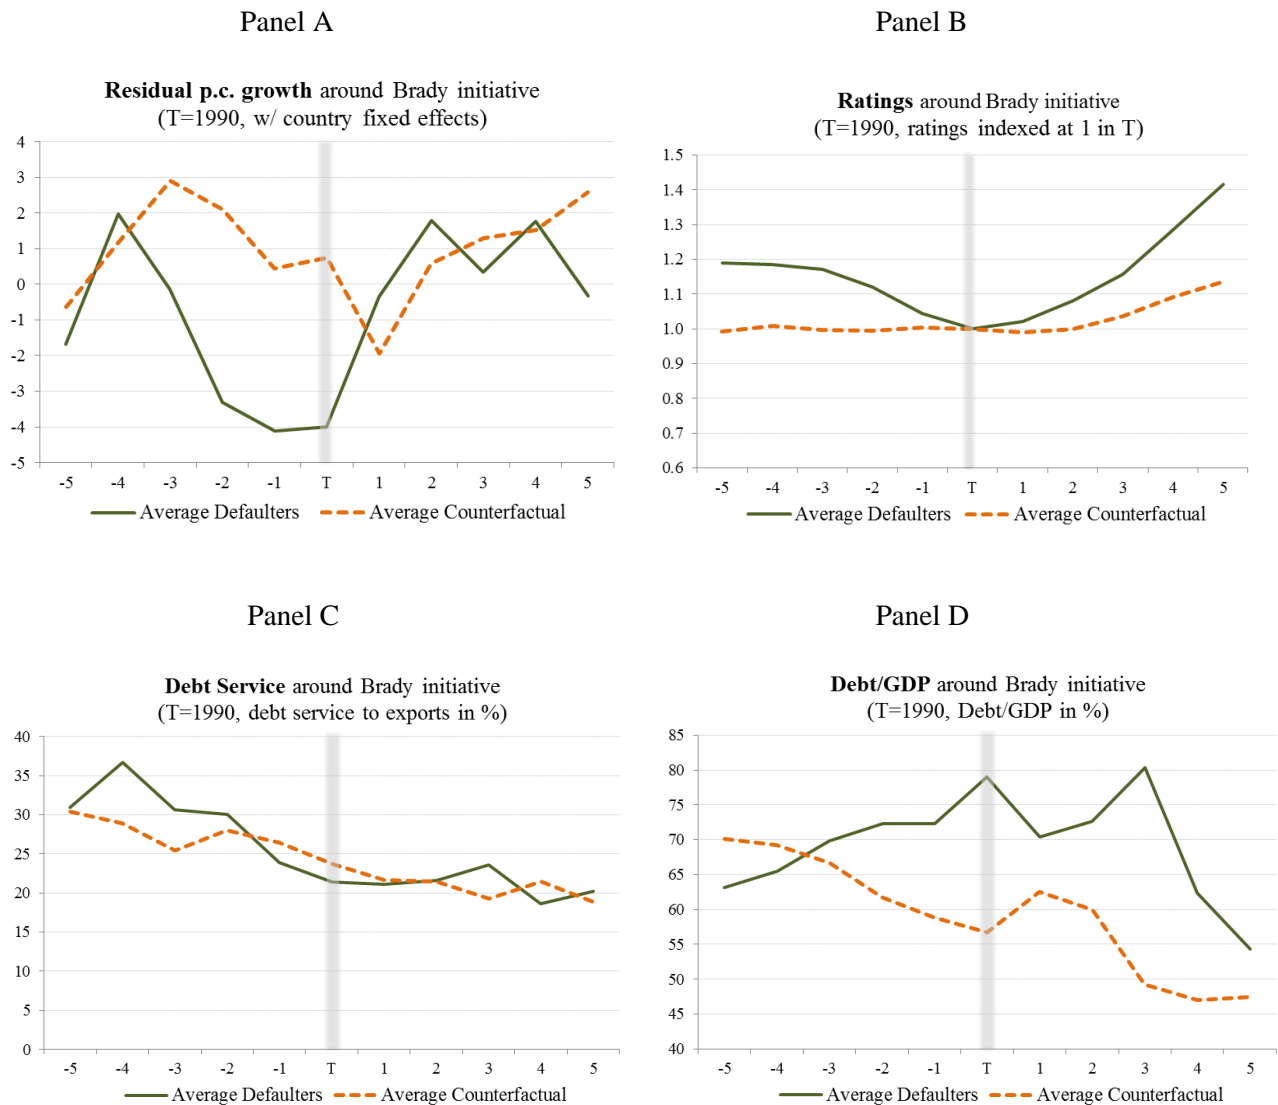 Panel A
Residual p.c. growth around Brady initiative
(T=1990, w/ country fixed effects)
4
3
2
1
0
-1
-2
-3
-4
-5
-5 -4 -3 -2 -1 T 1 2 3 4 5
Average Defaulters Average Counterfactual
Panel B
Ratings around Brady initiative
(T=1990, ratings indexed at 1 in T)
1.5
1.4
1.3
1.2
1.1
1.0
0.9
0.8
0.7
0.6
-5 -4 -3 -2 -1 T 1 2 3 4 5
Average Defaulters Average Counterfactual
Panel C
Debt Service around Brady initiative
(T=1990, debt service to exports in %)
40
35
30
25
20
15
10
5
0
-5 -4 -3 -2 -1 T 1 2 3 4 5
Average Defaulters Average Counterfactual
Panel D
Debt/GDP around Brady initiative
(T=1990, Debt/GDP in %)
85
80
75
70
65
60
55
50
45
40
-5 -4 -3 -2 -1 T 1 2 3 4 5
Average Defaulters Average Counterfactual